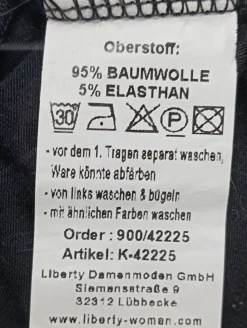 Oberstoff:
95% BAUMWOLLE
5% ELASTHAN
30 P
- vor dem 1. Tragen separat waschen,
Ware könnte abfärben
- von links waschen & bügeln
- mit ähnlichen Farben waschen
Order : 900/42225
Artikel: K-42225
Liberty Damenmoden GmbH
Siemensstraße 9
32312 Lübbecke
www.liberty-woman.com